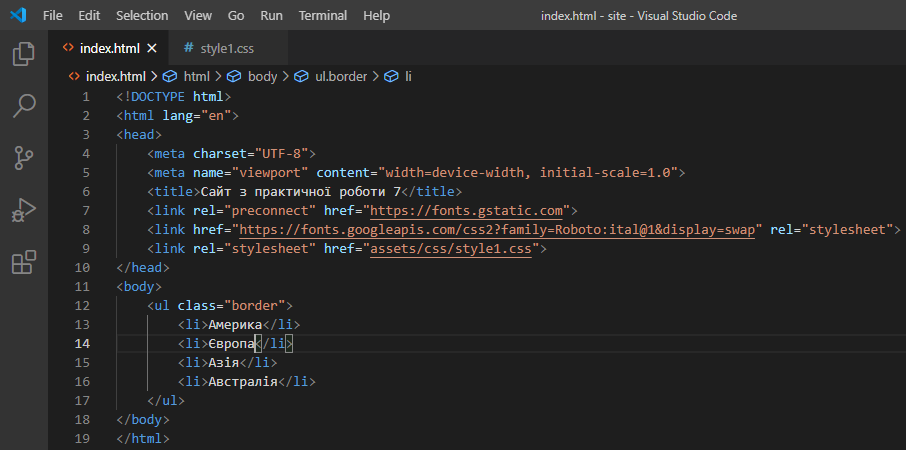 File Edit Selection View Go Run Terminal Help index.html - site - Visual Studio Code
<> index.html × # style1.css
<> index.html > html > body > ul.border > li
1 <!DOCTYPE html>
2 <html lang="en">
3 <head>
4 <meta charset="UTF-8">
5 <meta name="viewport" content="width=device-width, initial-scale=1.0">
6 <title>Сайт з практичної роботи 7</title>
7 <link rel="preconnect" href="https://fonts.gstatic.com">
8 <link href="https://fonts.googleapis.com/css2?family=Roboto:ital@1&display=swap" rel="stylesheet">
9 <link rel="stylesheet" href="assets/css/style1.css">
10 </head>
11 <body>
12 <ul class="border">
13 <li>Америка</li>
14 <li>Європа</li>
15 <li>Азія</li>
16 <li>Австралія</li>
17 </ul>
18 </body>
19 </html>